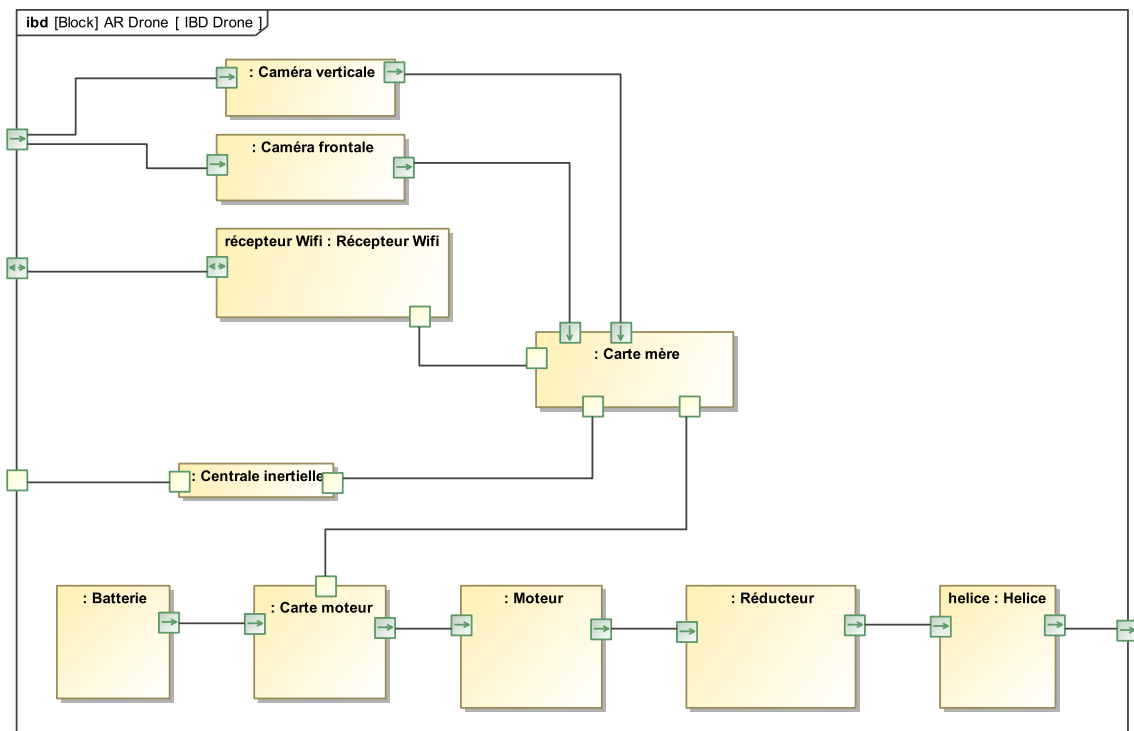 ibd [Block] AR Drone [ IBD Drone ]
: Caméra verticale
: Caméra frontale
récepteur Wifi : Récepteur Wifi
: Carte mère
: Centrale inertielle
: Batterie
: Carte moteur
: Moteur
: Réducteur
helice : Helice